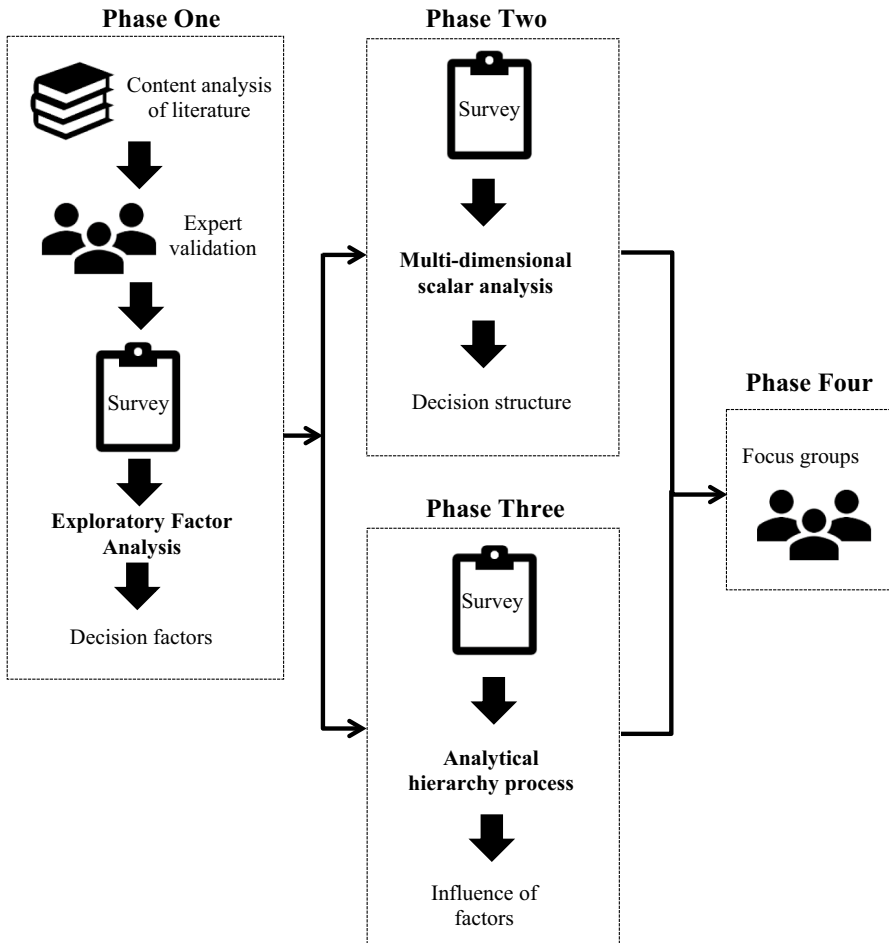 Phase One
Content analysis
of literature
Expert
validation
Survey
Exploratory Factor
Analysis
Decision factors
Phase Two
Survey
Multi-dimensional
scalar analysis
Decision structure
Phase Three
Survey
Analytical
hierarchy process
Influence of
factors
Phase Four
Focus groups